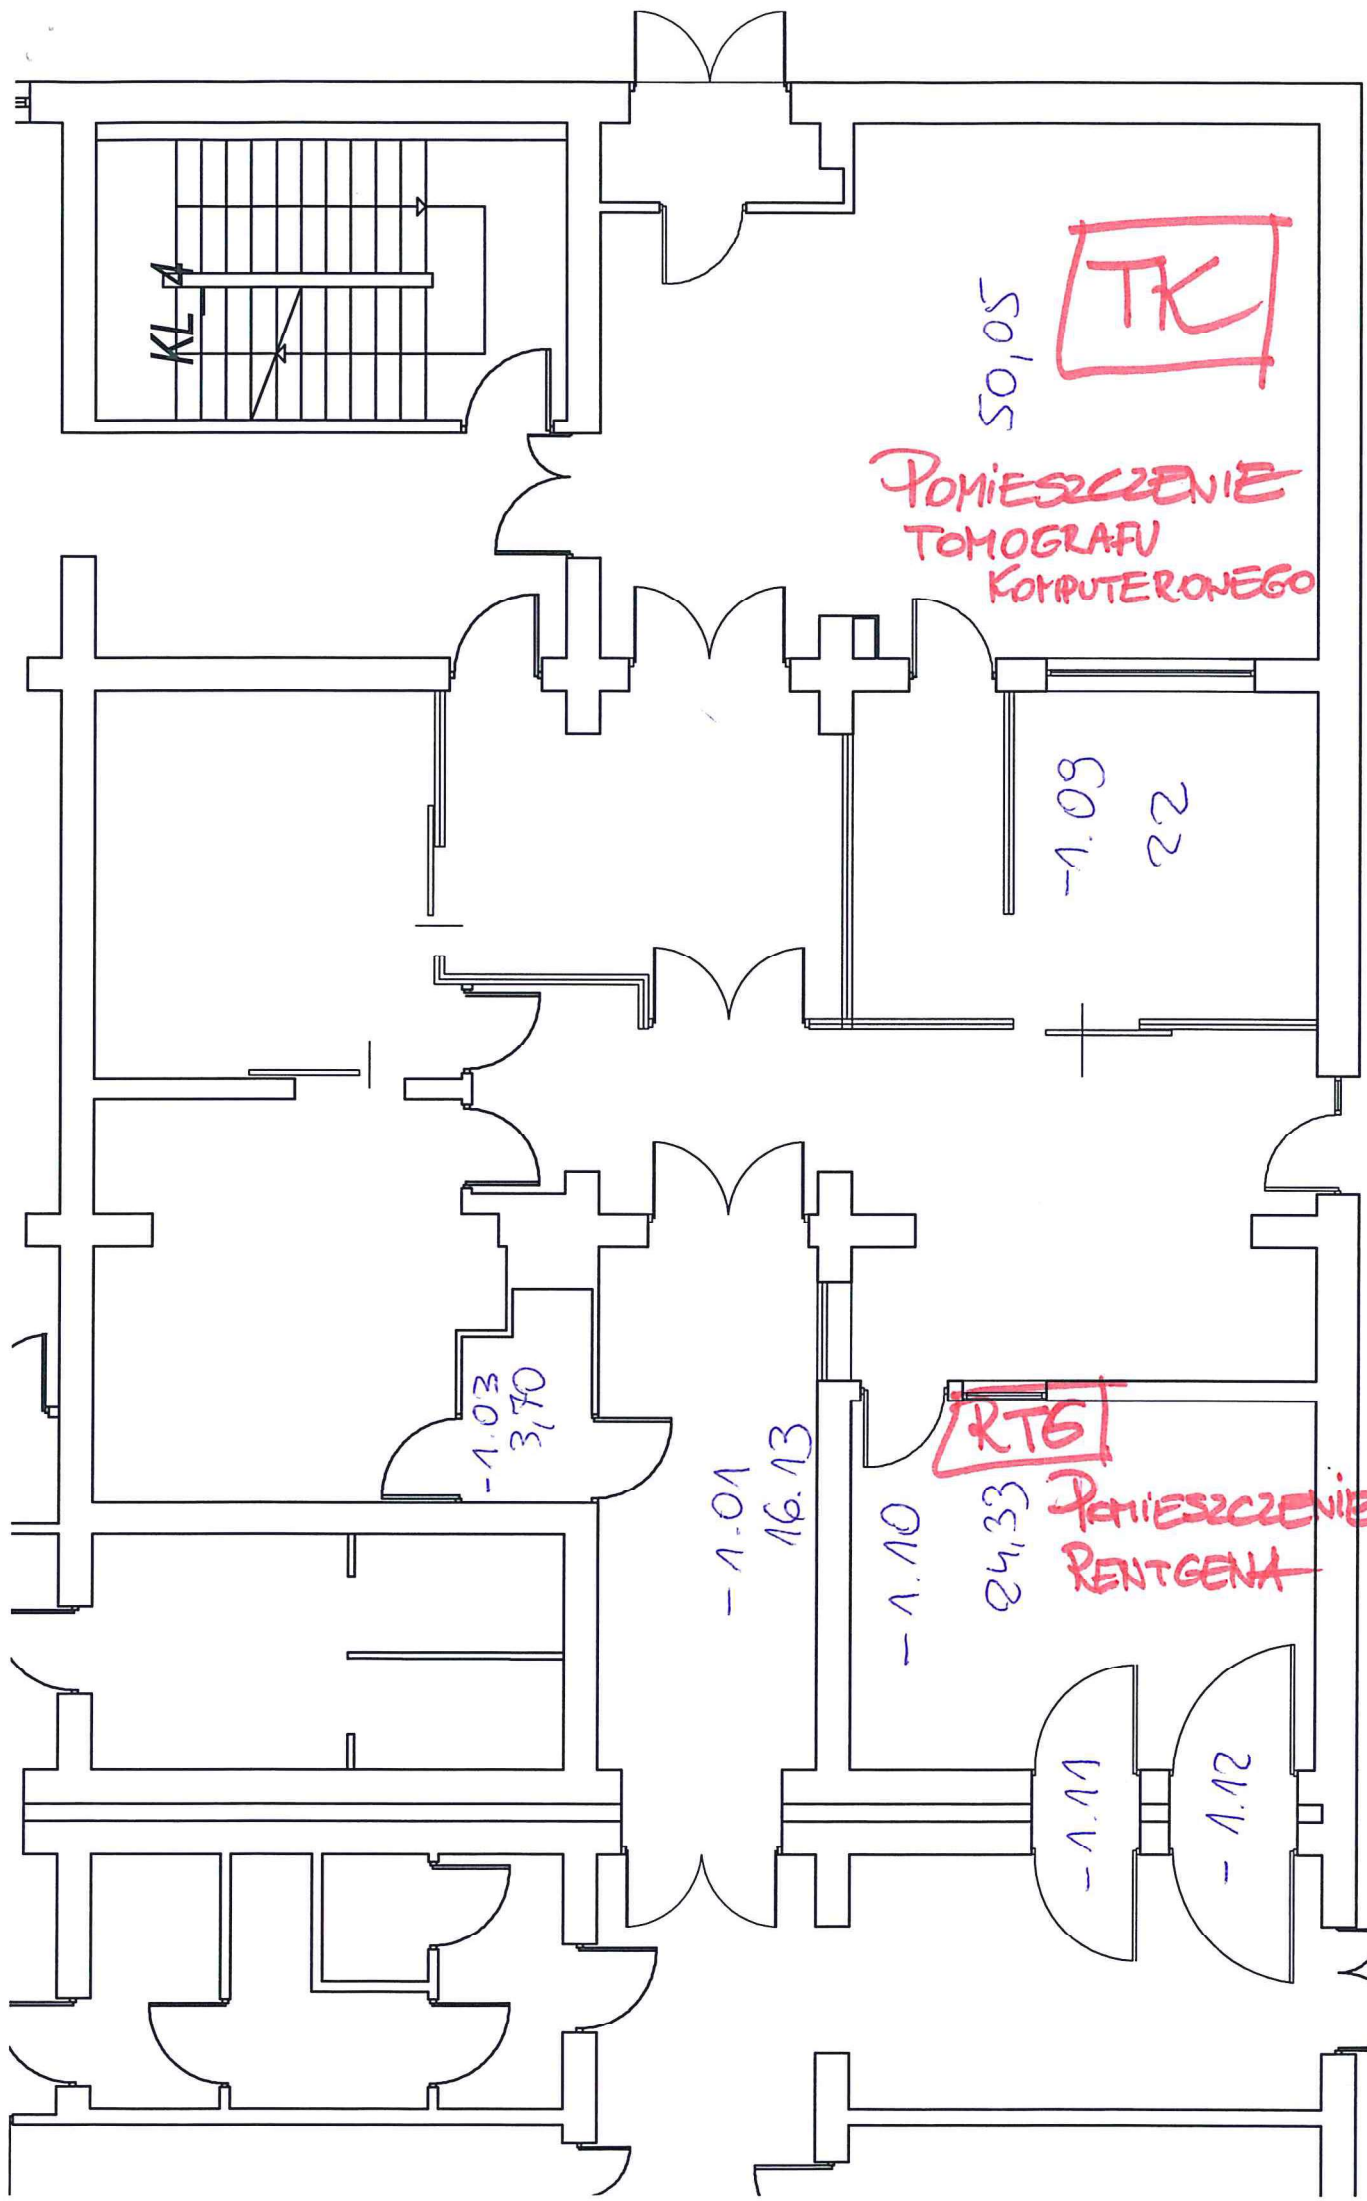 KL_4
TK
50,05
POMIESZCZENIE
TOMOGRAFU
KOMPUTERONEGO
-1.09
22
-1.03
3,70
-1.01
16.13
RTG
-1.10
24,33
POMIESZCZENIE
RENTGENA
-1.11
-1.12